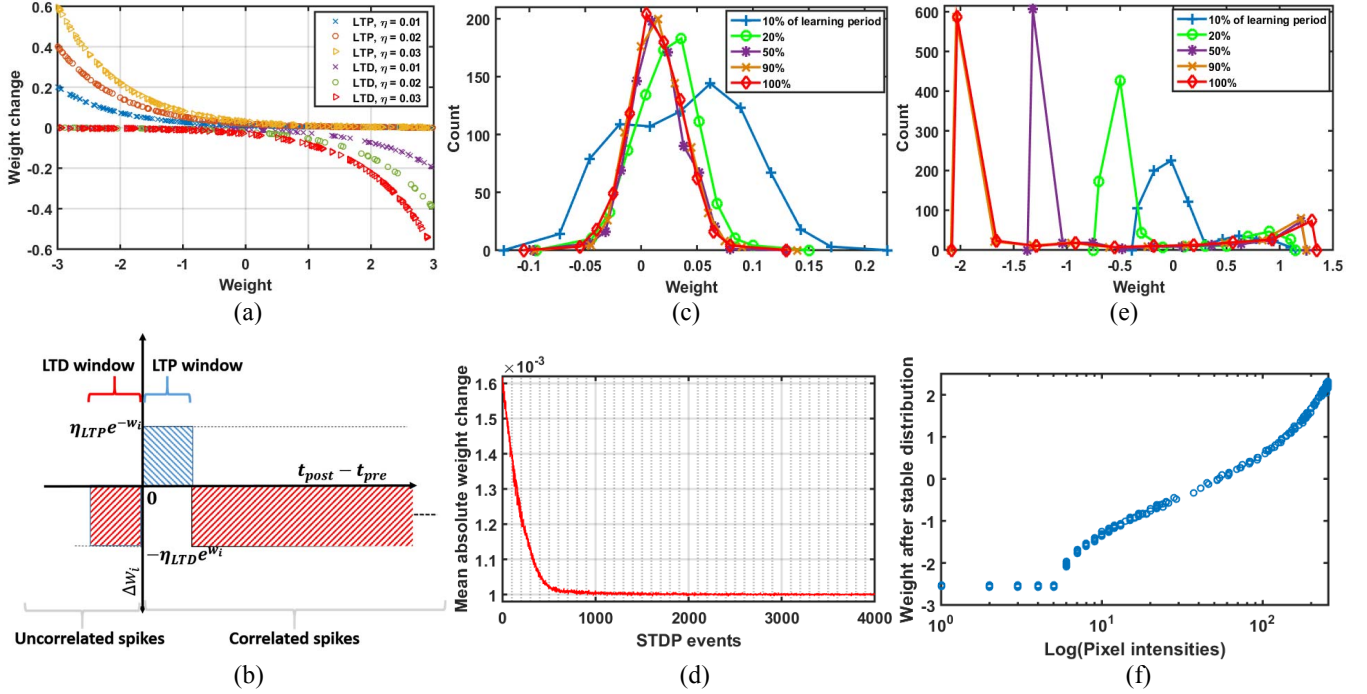 0.6
0.4
0.2
0
-0.2
-0.4
-0.6
Weight change
-3 -2 -1 0 1 2 3
Weight
LTP, η = 0.01
LTP, η = 0.02
LTP, η = 0.03
LTD, η = 0.01
LTD, η = 0.02
LTD, η = 0.03
(a)
200
150
100
50
0
Count
-0.1 -0.05 0 0.05 0.1 0.15 0.2
Weight
10% of learning period
20%
50%
90%
100%
(c)
600
500
400
300
200
100
0
Count
-2 -1.5 -1 -0.5 0 0.5 1 1.5
Weight
10% of learning period
20%
50%
90%
100%
(e)
LTD window LTP window
η_LTP e^{-w_i}
t_post − t_pre
0
−η_LTD e^{w_i}
Δw_i
Uncorrelated spikes Correlated spikes
(b)
× 10^{-3}
1.6
1.5
1.4
1.3
1.2
1.1
1
Mean absolute weight change
0 1000 2000 3000 4000
STDP events
(d)
2
1
0
-1
-2
-3
Weight after stable distribution
10^0 10^1 10^2
Log(Pixel intensities)
(f)